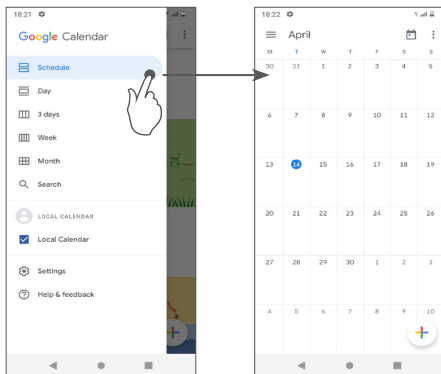 18:21
Google Calendar
Schedule
Day
3 days
Week
Month
Search
LOCAL CALENDAR
Local Calendar
Settings
Help & feedback
18:22
April
M T W T F S S
30 31 1 2 3 4 5
6 7 8 9 10 11 12
13 14 15 16 17 18 19
20 21 22 23 24 25 26
27 28 29 30 1 2 3
4 5 6 7 8 9 10